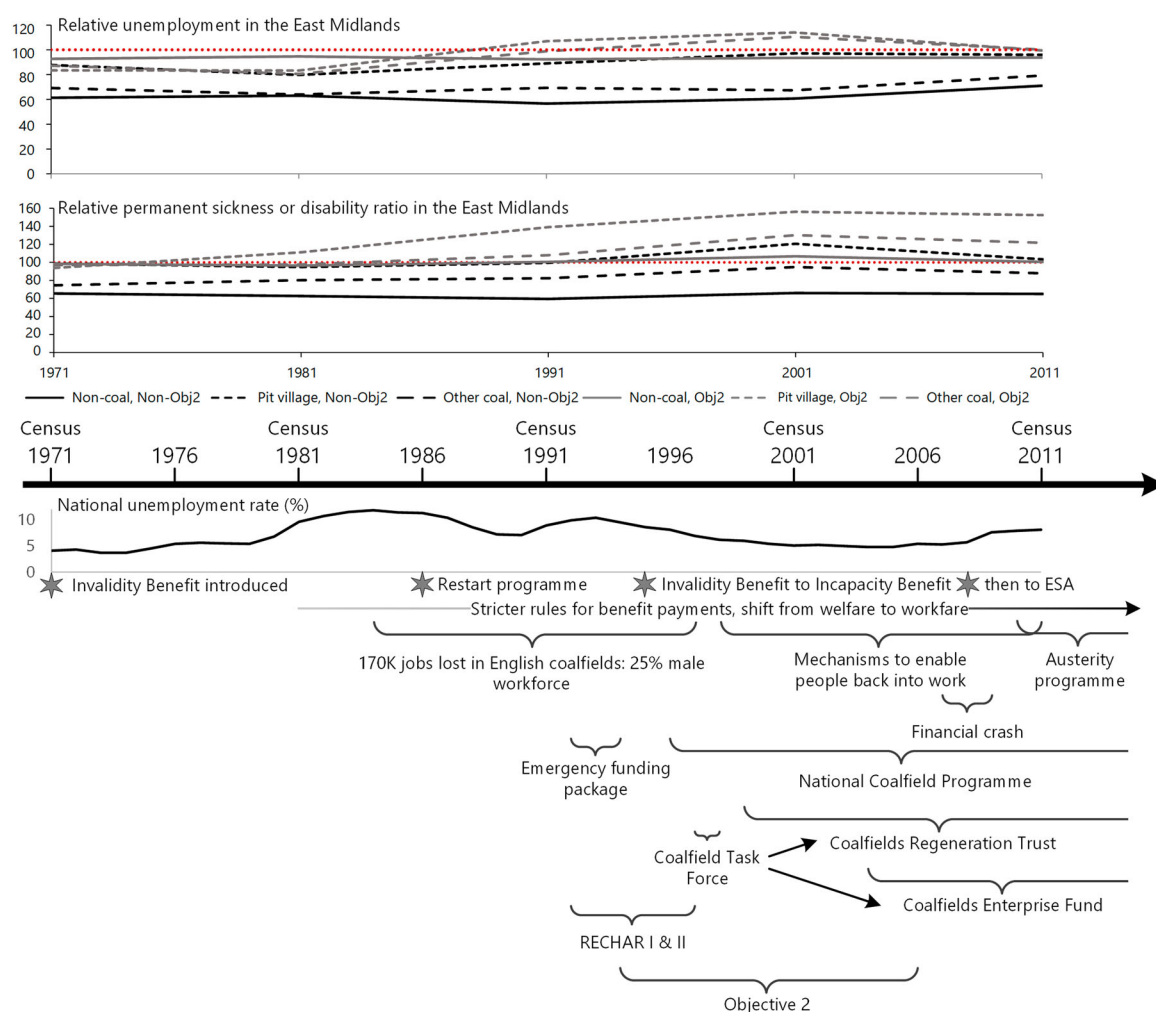 Relative unemployment in the East Midlands
120
100
80
60
40
20
0
Relative permanent sickness or disability ratio in the East Midlands
160
140
120
100
80
60
40
20
0
1971 1981 1991 2001 2011
Non-coal, Non-Obj2 Pit village, Non-Obj2 Other coal, Non-Obj2 Non-coal, Obj2 Pit village, Obj2 Other coal, Obj2
Census Census Census Census Census
1971 1976 1981 1986 1991 1996 2001 2006 2011
National unemployment rate (%)
10
5
0
Invalidity Benefit introduced Restart programme Invalidity Benefit to Incapacity Benefit then to ESA
Stricter rules for benefit payments, shift from welfare to workfare
170K jobs lost in English coalfields: 25% male
workforce
Mechanisms to enable
people back into work
Austerity
programme
Financial crash
Emergency funding
package
National Coalfield Programme
Coalfield Task
Force
Coalfields Regeneration Trust
Coalfields Enterprise Fund
RECHAR I & II
Objective 2